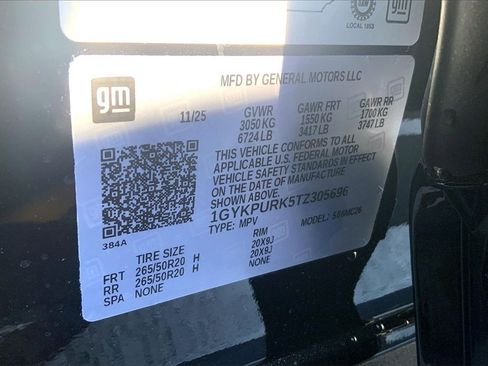 LOCAL 1853
gm
gm
MFD BY GENERAL MOTORS LLC
11/25 GVWR GAWR FRT GAWR RR
3050 KG 1550 KG 1700 KG
6724 LB 3417 LB 3747 LB
THIS VEHICLE CONFORMS TO ALL
APPLICABLE U.S. FEDERAL MOTOR
VEHICLE SAFETY STANDARDS IN EFFECT
ON THE DATE OF MANUFACTURE
1GYKPURK5TZ305696
TYPE: MPV MODEL:
384A
TIRE SIZE RIM
FRT 265/50R20 H 20X9J
RR 265/50R20 H 20X9J
SPA NONE NONE